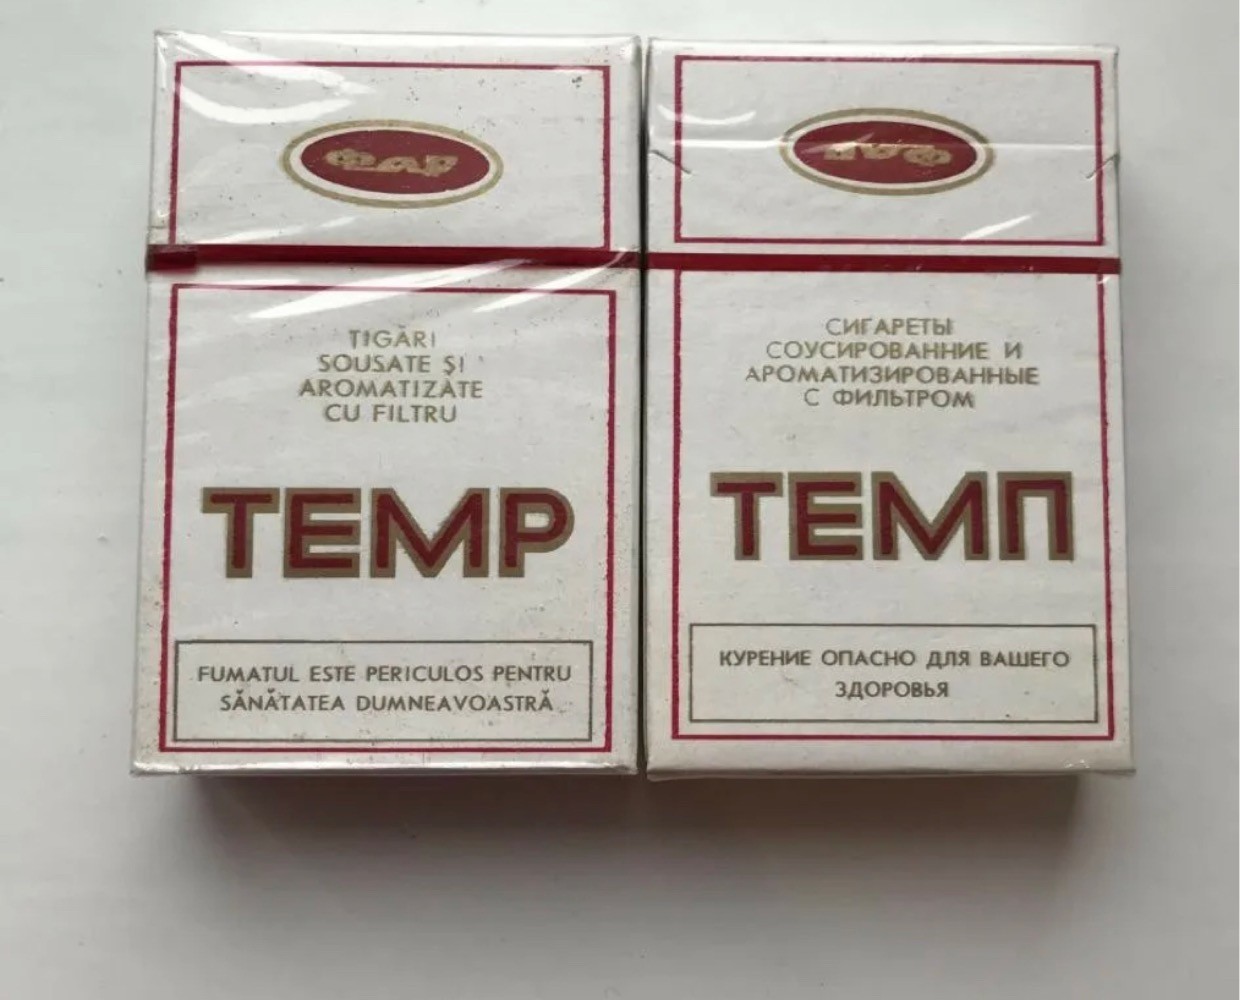 ŢIGĂRI
SOUSATE ŞI
AROMATIZATE
CU FILTRU
TEMP
FUMATUL ESTE PERICULOS PENTRU
SĂNĂTATEA DUMNEAVOASTRĂ
СИГАРЕТЫ
СОУСИРОВАННИЕ И
АРОМАТИЗИРОВАННЫЕ
С ФИЛЬТРОМ
ТЕМП
КУРЕНИЕ ОПАСНО ДЛЯ ВАШЕГО
ЗДОРОВЬЯ